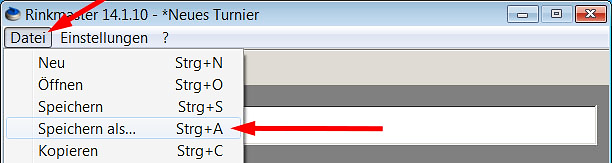 Rinkmaster 14.1.10 - *Neues Turnier
Datei Einstellungen ?
Neu Strg+N
Öffnen Strg+O
Speichern Strg+S
Speichern als... Strg+A
Kopieren Strg+C